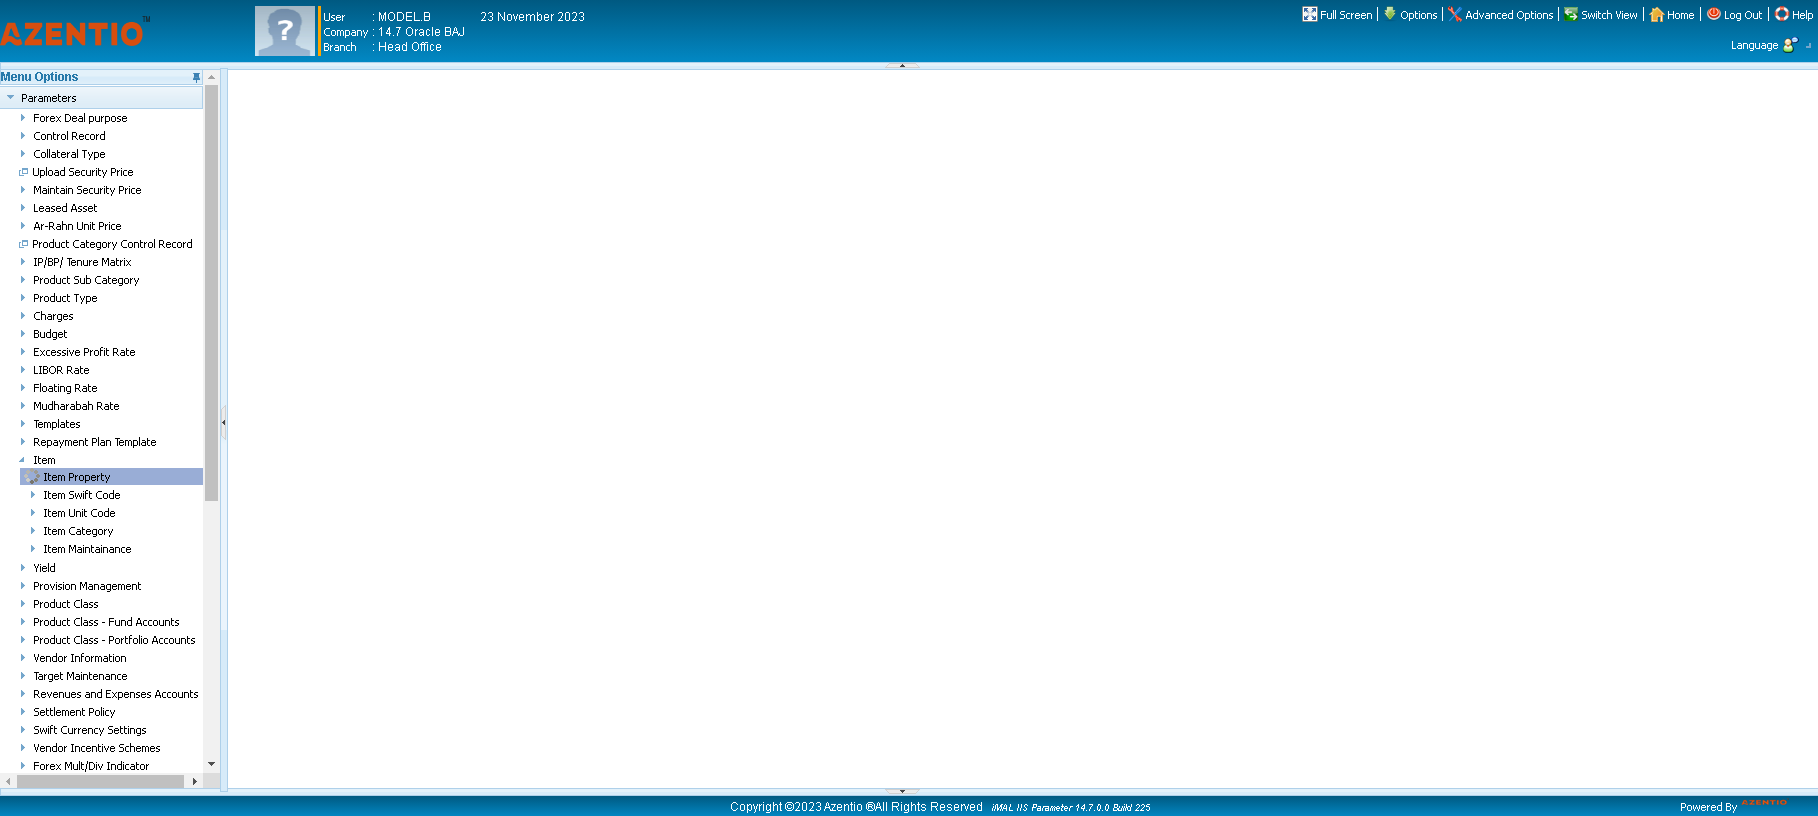 AZENTIO TM
User : MODEL.B 23 November 2023
Company : 14.7 Oracle BAJ
Branch : Head Office
Full Screen Options Advanced Options Switch View Home Log Out Help
Language
Menu Options
Parameters
Forex Deal purpose
Control Record
Collateral Type
Upload Security Price
Maintain Security Price
Leased Asset
Ar-Rahn Unit Price
Product Category Control Record
IP/BP/ Tenure Matrix
Product Sub Category
Product Type
Charges
Budget
Excessive Profit Rate
LIBOR Rate
Floating Rate
Mudharabah Rate
Templates
Repayment Plan Template
Item
Item Property
Item Swift Code
Item Unit Code
Item Category
Item Maintainance
Yield
Provision Management
Product Class
Product Class - Fund Accounts
Product Class - Portfolio Accounts
Vendor Information
Target Maintenance
Revenues and Expenses Accounts
Settlement Policy
Swift Currency Settings
Vendor Incentive Schemes
Forex Mult/Div Indicator
Copyright ©2023 Azentio ®All Rights Reserved iMAL IIS Parameter 14.7.0.0 Build 225
Powered By AZENTIO